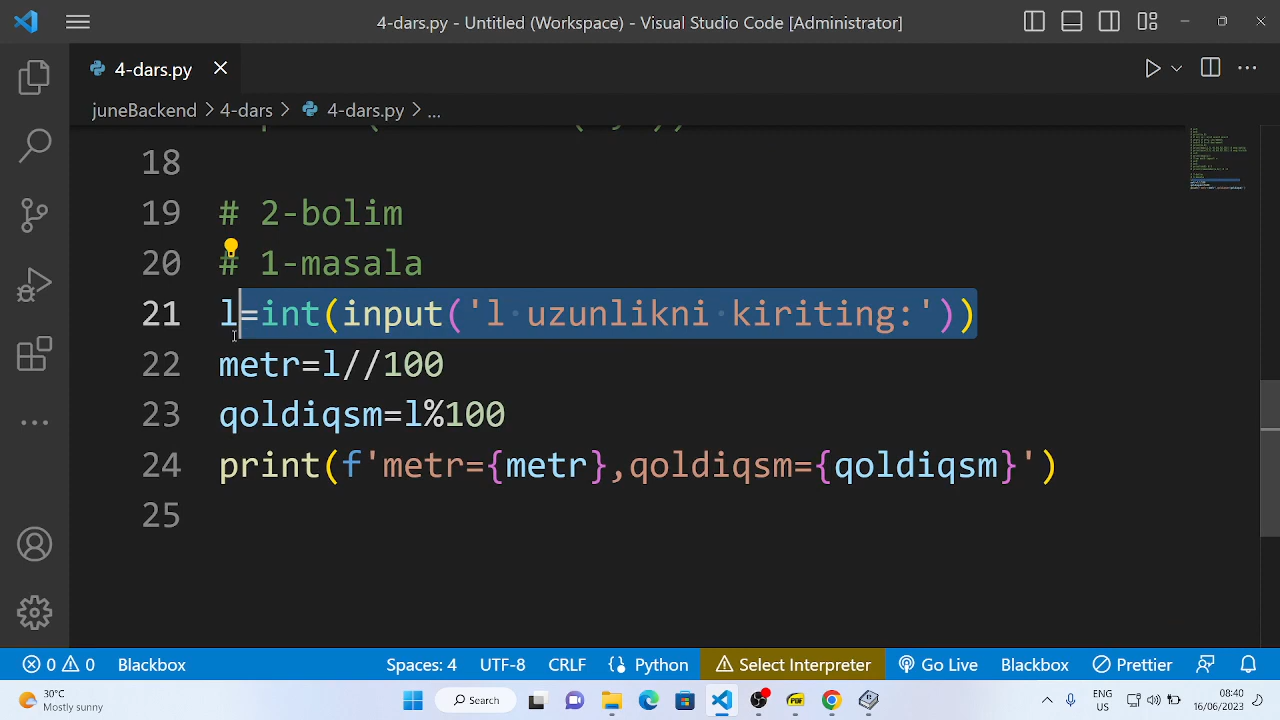 4-dars.py - Untitled (Workspace) - Visual Studio Code [Administrator]
4-dars.py
juneBackend > 4-dars > 4-dars.py > ...
18
19 # 2-bolim
20 # 1-masala
21 l=int(input('l uzunlikni kiriting:'))
22 metr=l//100
23 qoldiqsm=l%100
24 print(f'metr={metr},qoldiqsm={qoldiqsm}')
25
0 0 Blackbox Spaces: 4 UTF-8 CRLF Python Select Interpreter Go Live Blackbox Prettier
30°C
Mostly sunny
Search
ENG
08:40
16/06/2023